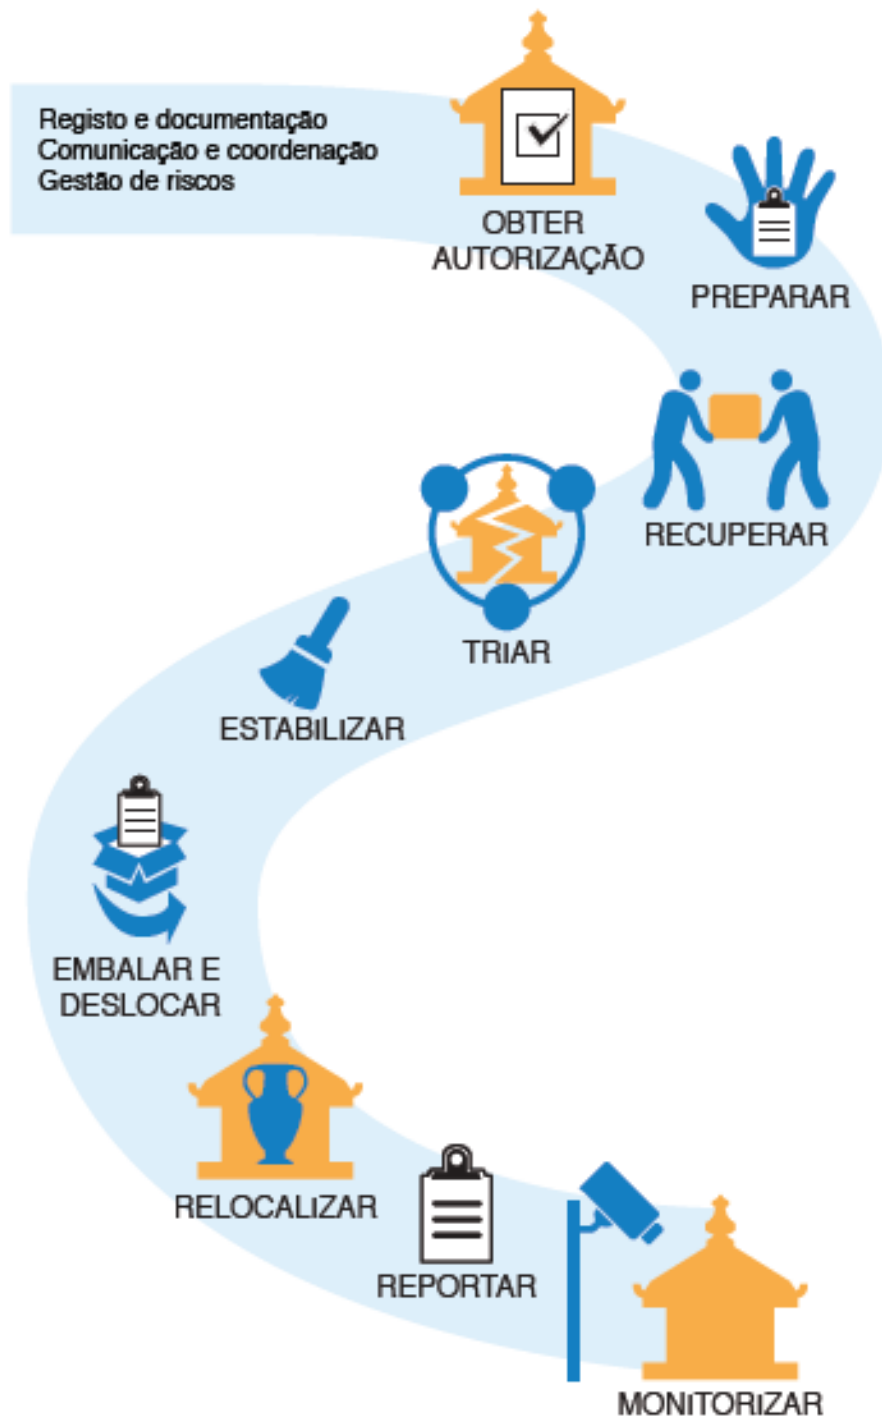 Registo e documentação
Comunicação e coordenação
Gestão de riscos
OBTER
AUTORIZAÇÃO
PREPARAR
RECUPERAR
TRIAR
ESTABILIZAR
EMBALAR E
DESLOCAR
RELOCALIZAR
REPORTAR
MONITORIZAR